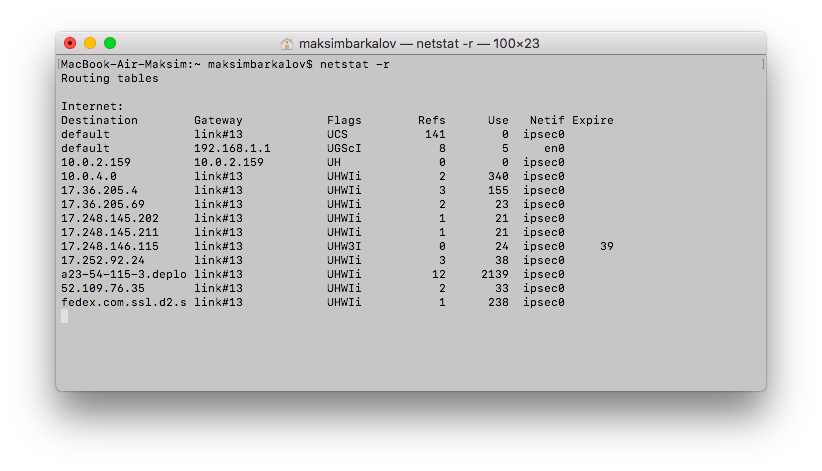 maksimbarkalov — netstat -r — 100×23
[MacBook-Air-Maksim:~ maksimbarkalov$ netstat -r ]
Routing tables
Internet:
Destination Gateway Flags Refs Use Netif Expire
default link#13 UCS 141 0 ipsec0
default 192.168.1.1 UGScI 8 5 en0
10.0.2.159 10.0.2.159 UH 0 0 ipsec0
10.0.4.0 link#13 UHWIi 2 340 ipsec0
17.36.205.4 link#13 UHWIi 3 155 ipsec0
17.36.205.69 link#13 UHWIi 2 23 ipsec0
17.248.145.202 link#13 UHWIi 1 21 ipsec0
17.248.145.211 link#13 UHWIi 1 21 ipsec0
17.248.146.115 link#13 UHW3I 0 24 ipsec0 39
17.252.92.24 link#13 UHWIi 3 38 ipsec0
a23-54-115-3.deplo link#13 UHWIi 12 2139 ipsec0
52.109.76.35 link#13 UHWIi 2 33 ipsec0
fedex.com.ssl.d2.s link#13 UHWIi 1 238 ipsec0